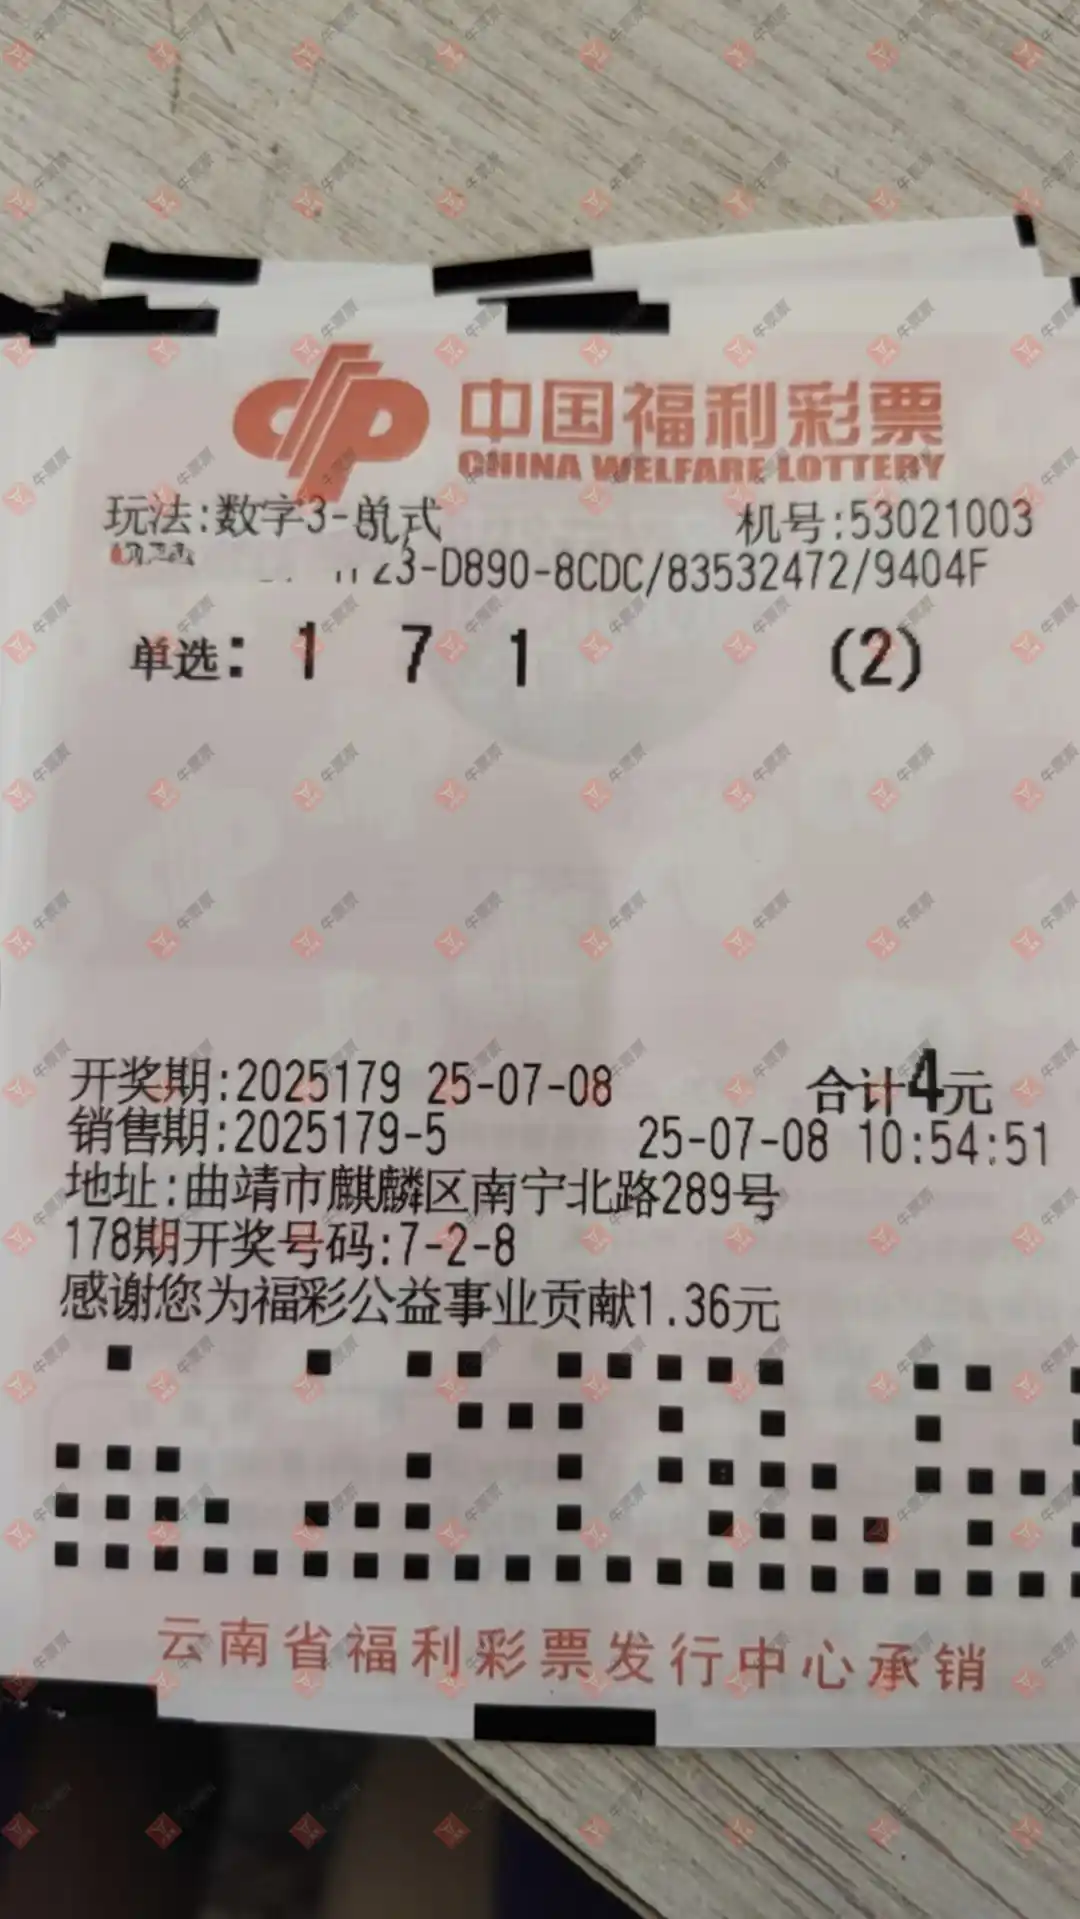 中国福利彩票
CHINA WELFARE LOTTERY
玩法:数字3-单式 机号:53021003
23-D890-8CDC/83532472/9404F
单选: 1 7 1 (2)
开奖期:2025179 25-07-08 合计4元
销售期:2025179-5 25-07-08 10:54:51
地址:曲靖市麒麟区南宁北路289号
178期开奖号码:7-2-8
感谢您为福彩公益事业贡献1.36元
云南省福利彩票发行中心承销
牛票票